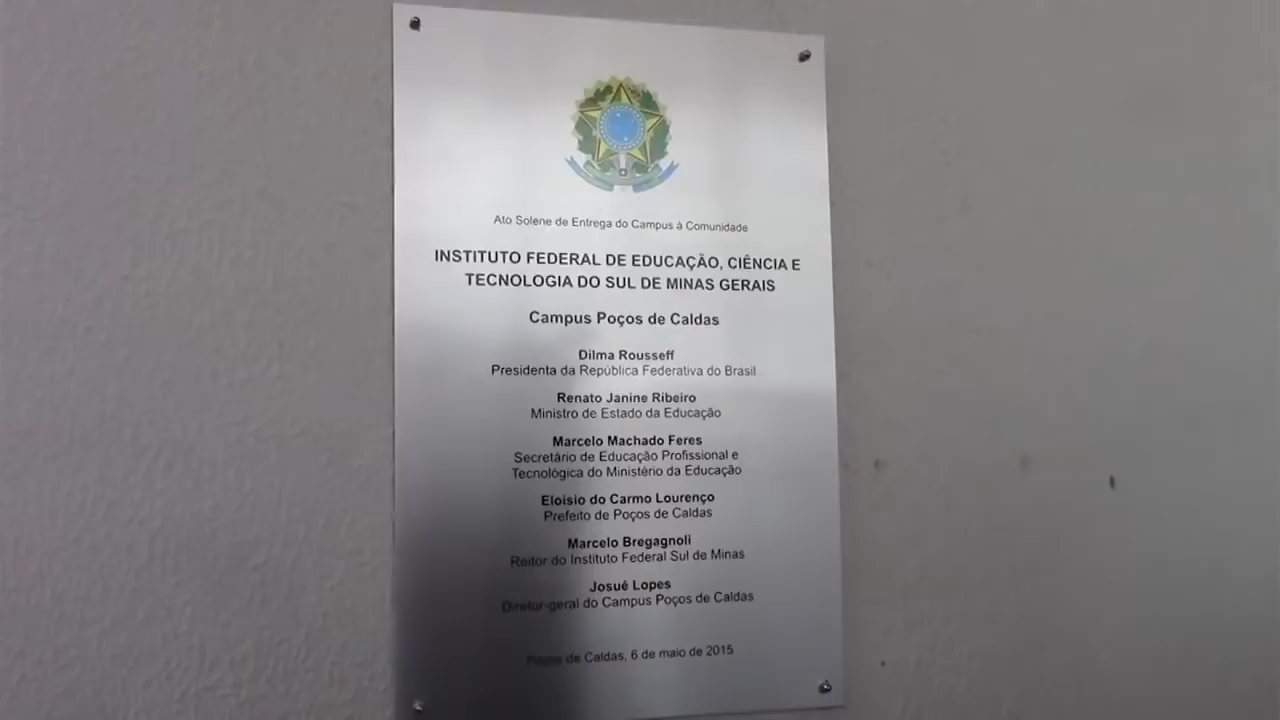 Ato Solene de Entrega do Campus à Comunidade
INSTITUTO FEDERAL DE EDUCAÇÃO, CIÊNCIA E
TECNOLOGIA DO SUL DE MINAS GERAIS
Campus Poços de Caldas
Dilma Rousseff
Presidenta da República Federativa do Brasil
Renato Janine Ribeiro
Ministro de Estado da Educação
Marcelo Machado Feres
Secretário de Educação Profissional e
Tecnológica do Ministério da Educação
Eloisio do Carmo Lourenço
Prefeito de Poços de Caldas
Marcelo Bregagnoli
Reitor do Instituto Federal Sul de Minas
Josué Lopes
Diretor-geral do Campus Poços de Caldas
Poços de Caldas, 6 de maio de 2015